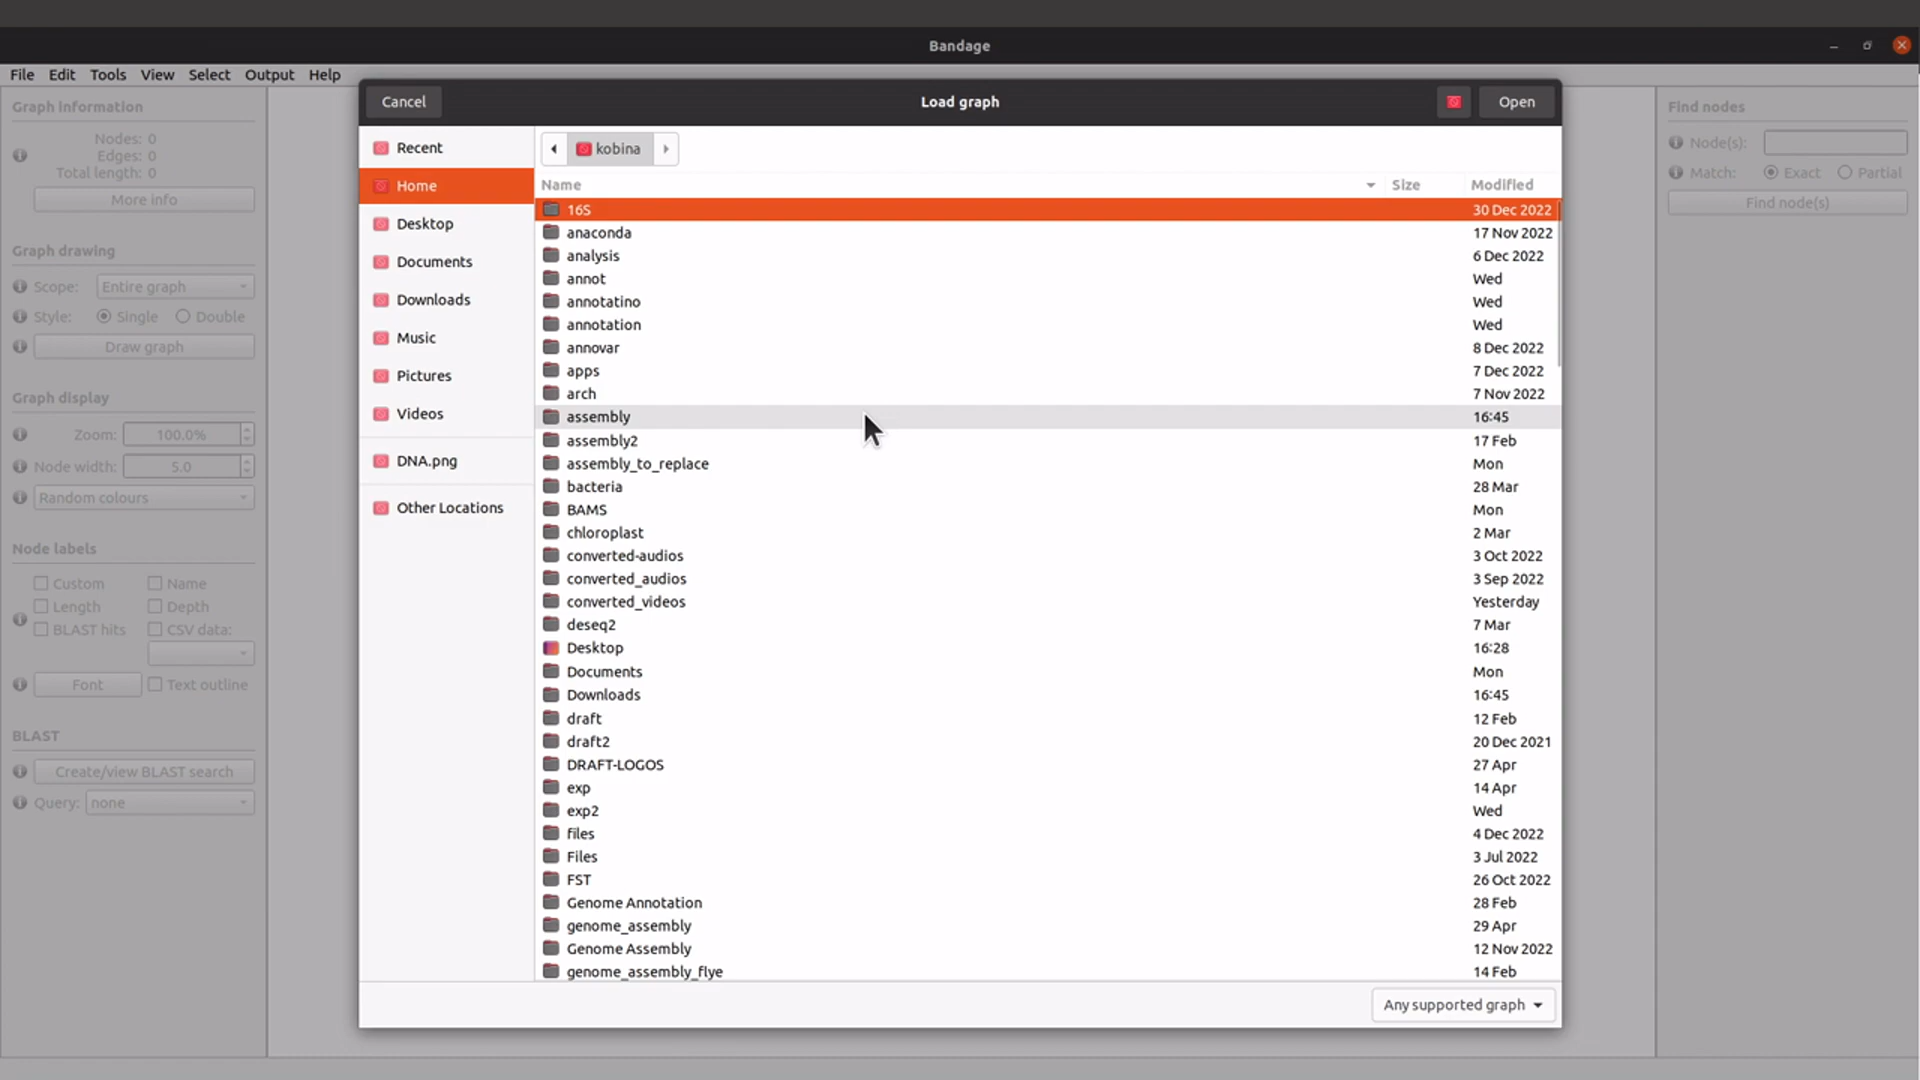 Bandage
File Edit Tools View Select Output Help
Graph information
Nodes: 0
Edges: 0
Total length: 0
More info
Graph drawing
Scope: Entire graph
Style: Single Double
Draw graph
Graph display
Zoom: 100.0%
Node width: 5.0
Random colours
Node labels
Custom Name
Length Depth
BLAST hits CSV data:
Font Text outline
BLAST
Create/view BLAST search
Query: none
Cancel Load graph Open
Recent
Home
Desktop
Documents
Downloads
Music
Pictures
Videos
DNA.png
Other Locations
kobina
Name Size Modified
16S 30 Dec 2022
anaconda 17 Nov 2022
analysis 6 Dec 2022
annot Wed
annotatino Wed
annotation Wed
annovar 8 Dec 2022
apps 7 Dec 2022
arch 7 Nov 2022
assembly 16:45
assembly2 17 Feb
assembly_to_replace Mon
bacteria 28 Mar
BAMS Mon
chloroplast 2 Mar
converted-audios 3 Oct 2022
converted_audios 3 Sep 2022
converted_videos Yesterday
deseq2 7 Mar
Desktop 16:28
Documents Mon
Downloads 16:45
draft 12 Feb
draft2 20 Dec 2021
DRAFT-LOGOS 27 Apr
exp 14 Apr
exp2 Wed
files 4 Dec 2022
Files 3 Jul 2022
FST 26 Oct 2022
Genome Annotation 28 Feb
genome_assembly 29 Apr
Genome Assembly 12 Nov 2022
genome_assembly_flye 14 Feb
Any supported graph
Find nodes
Node(s):
Match: Exact Partial
Find node(s)